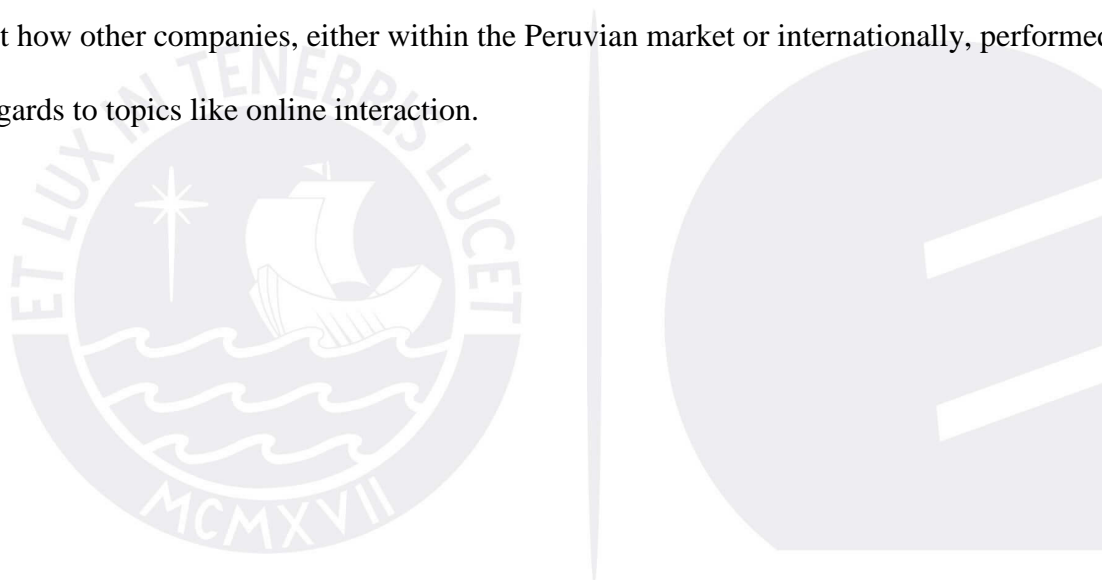 t how other companies, either within the Peruvian market or internationally, performed
gards to topics like online interaction.
ET LUX IN TENEBRIS LUCET
MCMXVII